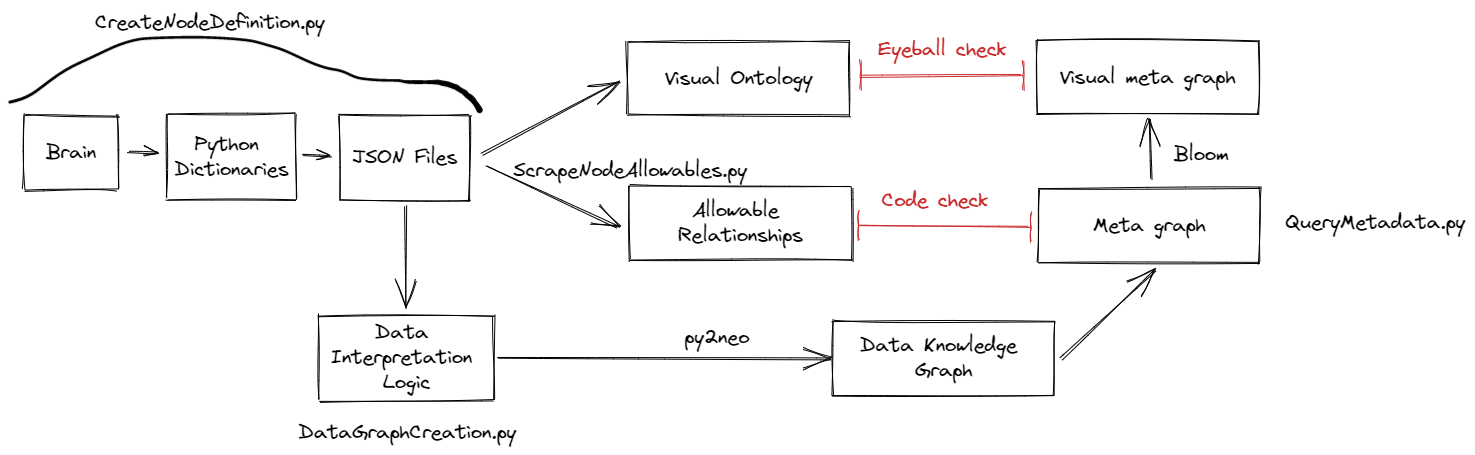 CreateNodeDefinition.py
Brain
Python
Dictionaries
JSON Files
Visual Ontology
Eyeball check
Visual meta graph
Bloom
ScrapeNodeAllowables.py
Allowable
Relationships
Code check
Meta graph
QueryMetadata.py
Data
Interpretation
Logic
DataGraphCreation.py
py2neo
Data Knowledge
Graph